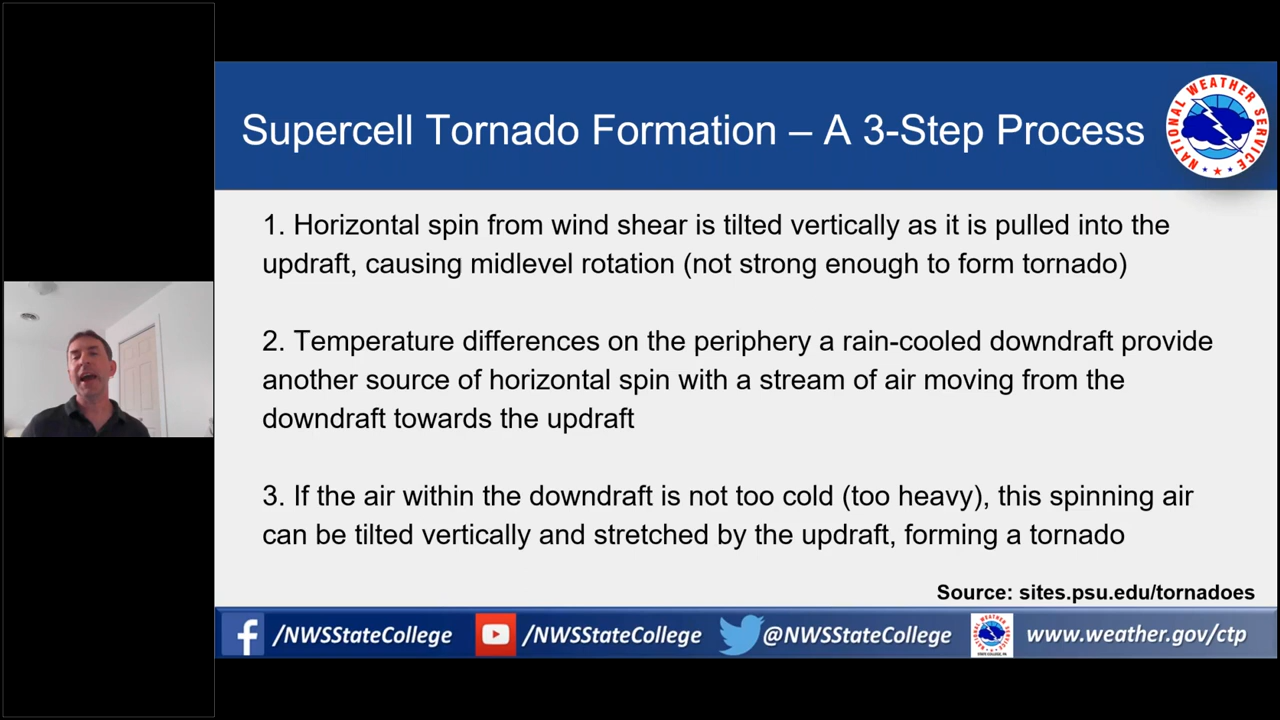 Supercell Tornado Formation – A 3-Step Process
NATIONAL WEATHER SERVICE
1. Horizontal spin from wind shear is tilted vertically as it is pulled into the
updraft, causing midlevel rotation (not strong enough to form tornado)
2. Temperature differences on the periphery a rain-cooled downdraft provide
another source of horizontal spin with a stream of air moving from the
downdraft towards the updraft
3. If the air within the downdraft is not too cold (too heavy), this spinning air
can be tilted vertically and stretched by the updraft, forming a tornado
Source: sites.psu.edu/tornadoes
/NWSStateCollege /NWSStateCollege @NWSStateCollege www.weather.gov/ctp